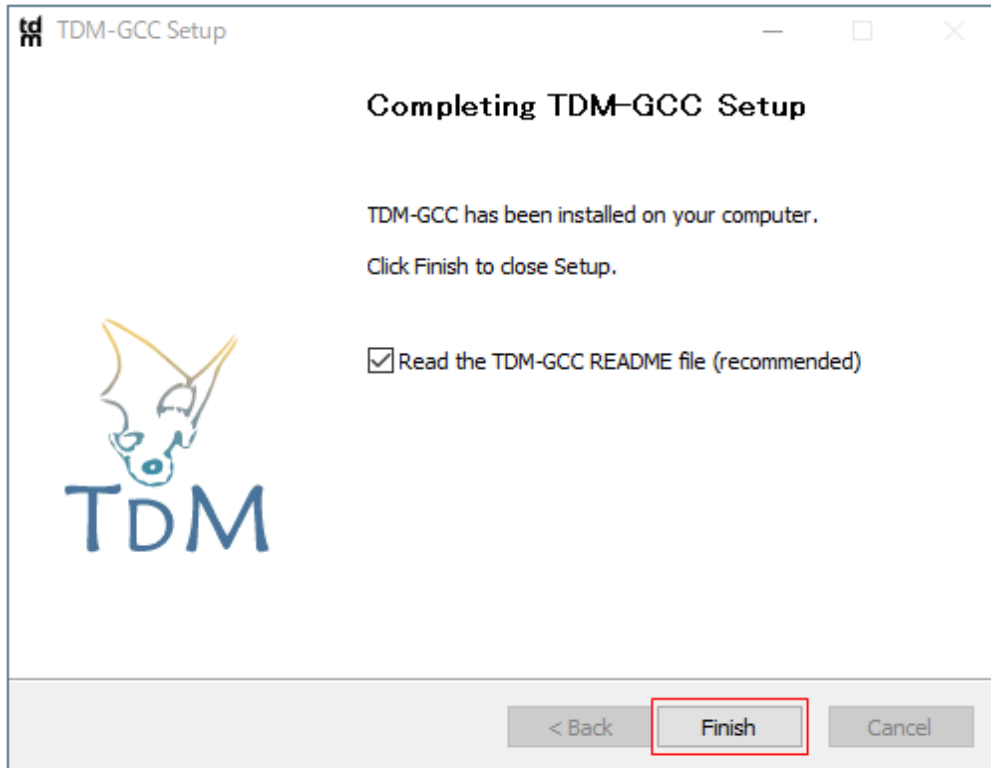 tdm
TDM-GCC Setup
Completing TDM-GCC Setup
TDM-GCC has been installed on your computer.
Click Finish to close Setup.
Read the TDM-GCC README file (recommended)
TDM
< Back
Finish
Cancel